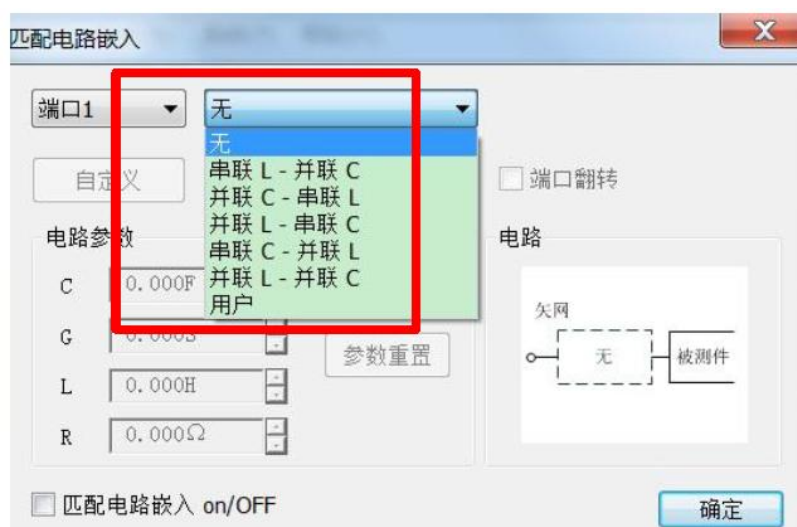 匹配电路嵌入
端口1 无
无
串联 L - 并联 C
并联 C - 串联 L
并联 L - 串联 C
串联 C - 并联 L
并联 L - 并联 C
用户
自定义
端口翻转
电路参数
C 0.000F
G 0.000S
L 0.000H
R 0.000Ω
参数重置
电路
矢网
无
被测件
匹配电路嵌入 on/OFF
确定